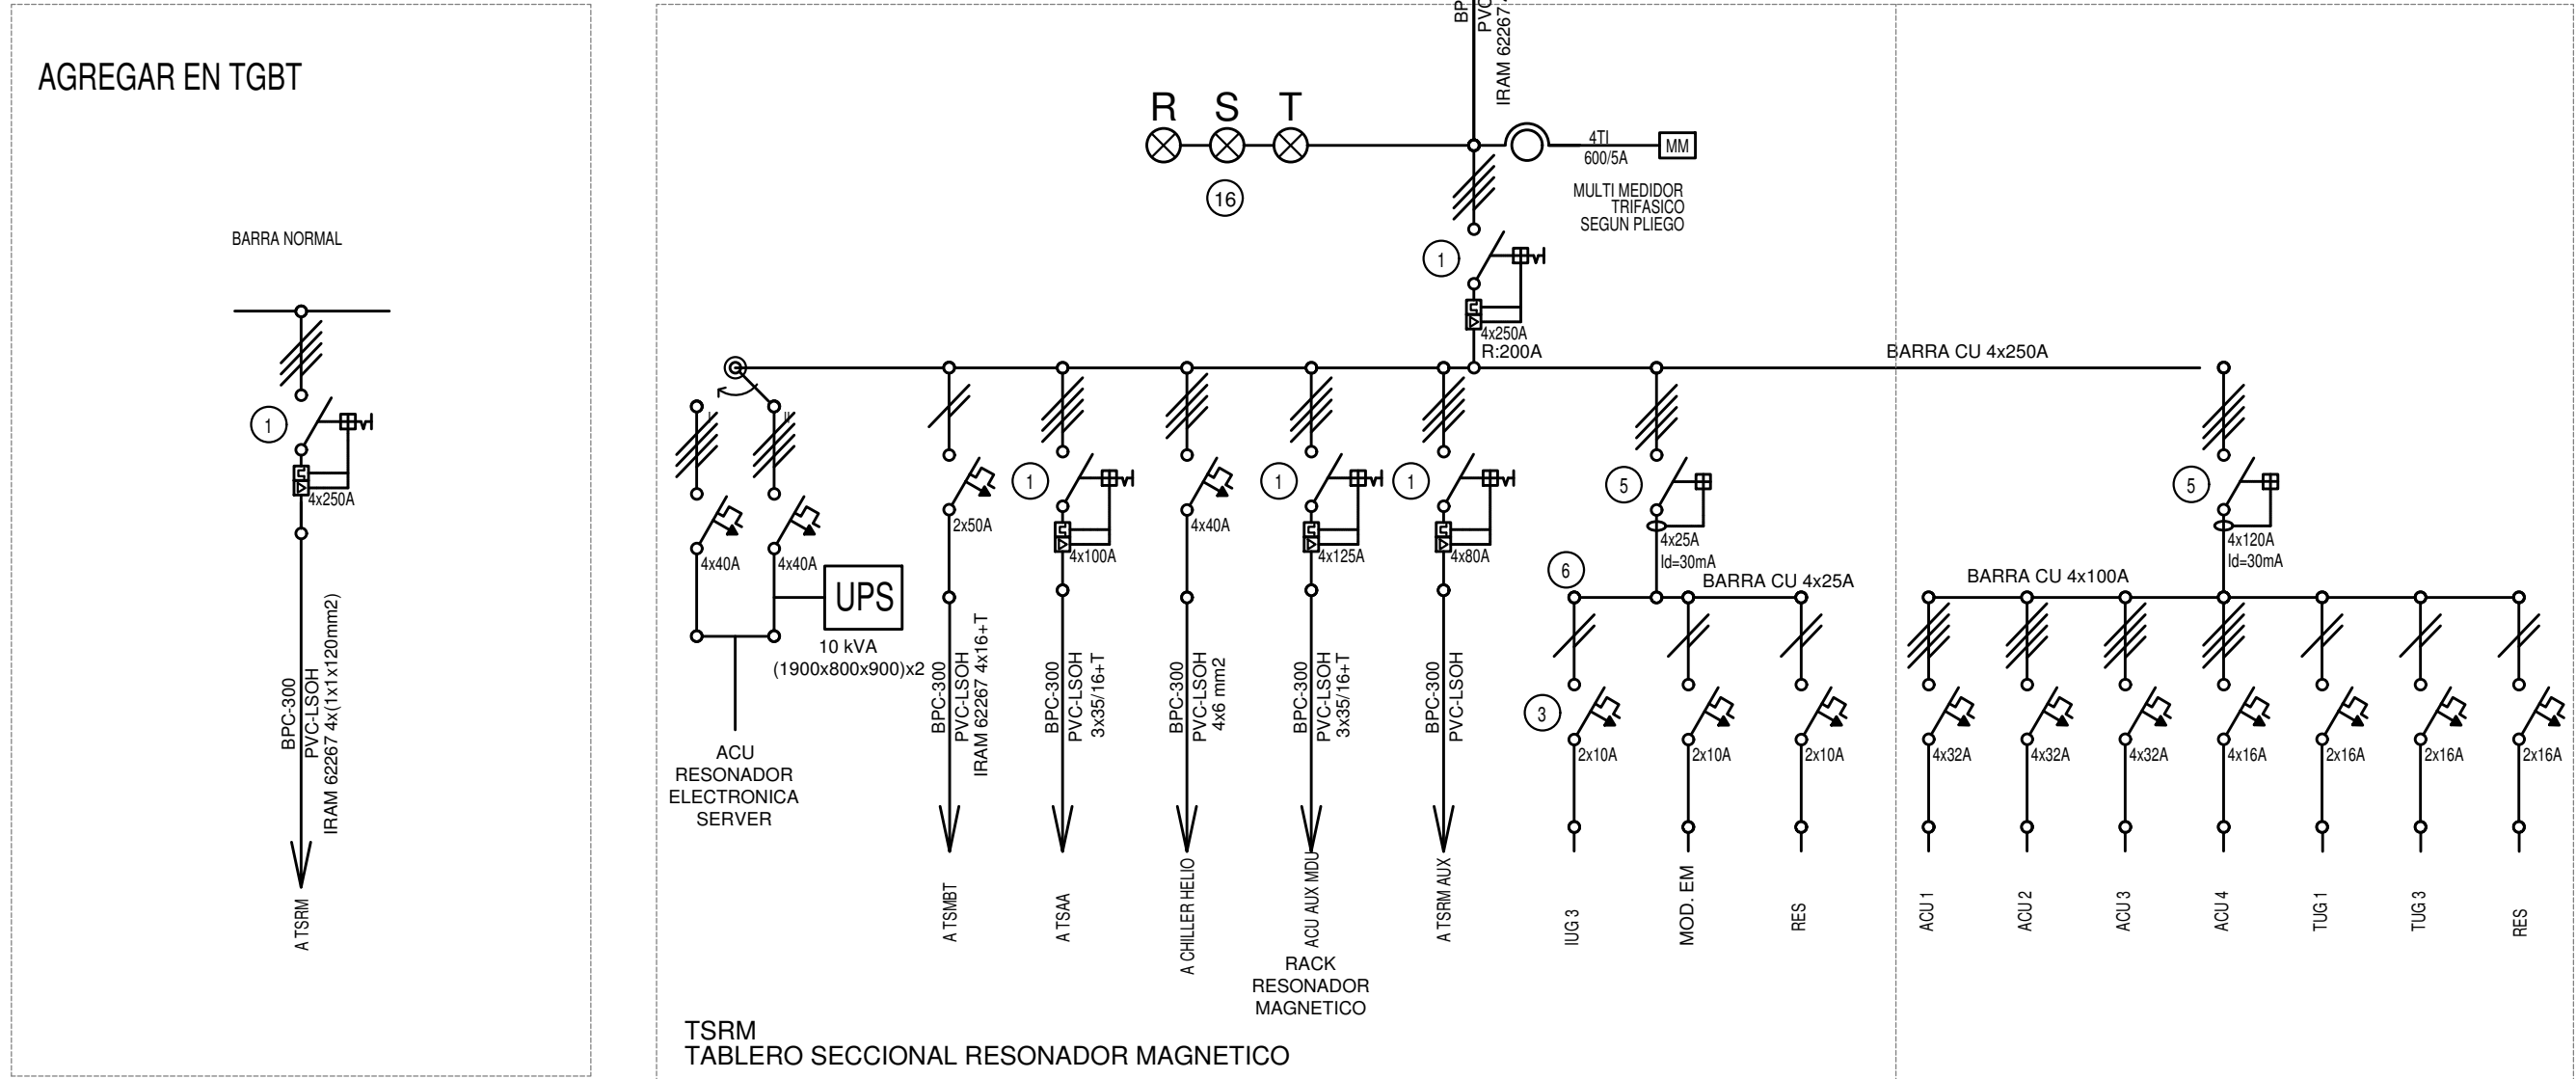 AGREGAR EN TGBT
BARRA NORMAL
1
4x250A
BPC-300
PVC-LSOH
IRAM 62267 4x(1x1x120mm2)
A TSRM
IRAM 62267
R S T
16
4TI
600/5A
MM
MULTI MEDIDOR
TRIFASICO
SEGUN PLIEGO
1
4x250A
R:200A
BARRA CU 4x250A
I
II
4x40A
4x40A
UPS
10 kVA
(1900x800x900)x2
ACU
RESONADOR
ELECTRONICA
SERVER
2x50A
BPC-300
PVC-LSOH
IRAM 62267 4x16+T
A TSMBT
1
4x100A
BPC-300
PVC-LSOH
3x35/16+T
A TSAA
4x40A
BPC-300
PVC-LSOH
4x6 mm2
A CHILLER HELIO
1
4x125A
BPC-300
PVC-LSOH
3x35/16+T
ACU AUX MDU
RACK
RESONADOR
MAGNETICO
1
4x80A
BPC-300
PVC-LSOH
A TSRM AUX
5
4x25A
Id=30mA
6
BARRA CU 4x25A
3
2x10A
2x10A
2x10A
IUG 3
MOD. EM
RES
5
4x120A
Id=30mA
BARRA CU 4x100A
4x32A
4x32A
4x32A
4x16A
2x16A
2x16A
2x16A
ACU 1
ACU 2
ACU 3
ACU 4
TUG 1
TUG 3
RES
TSRM
TABLERO SECCIONAL RESONADOR MAGNETICO